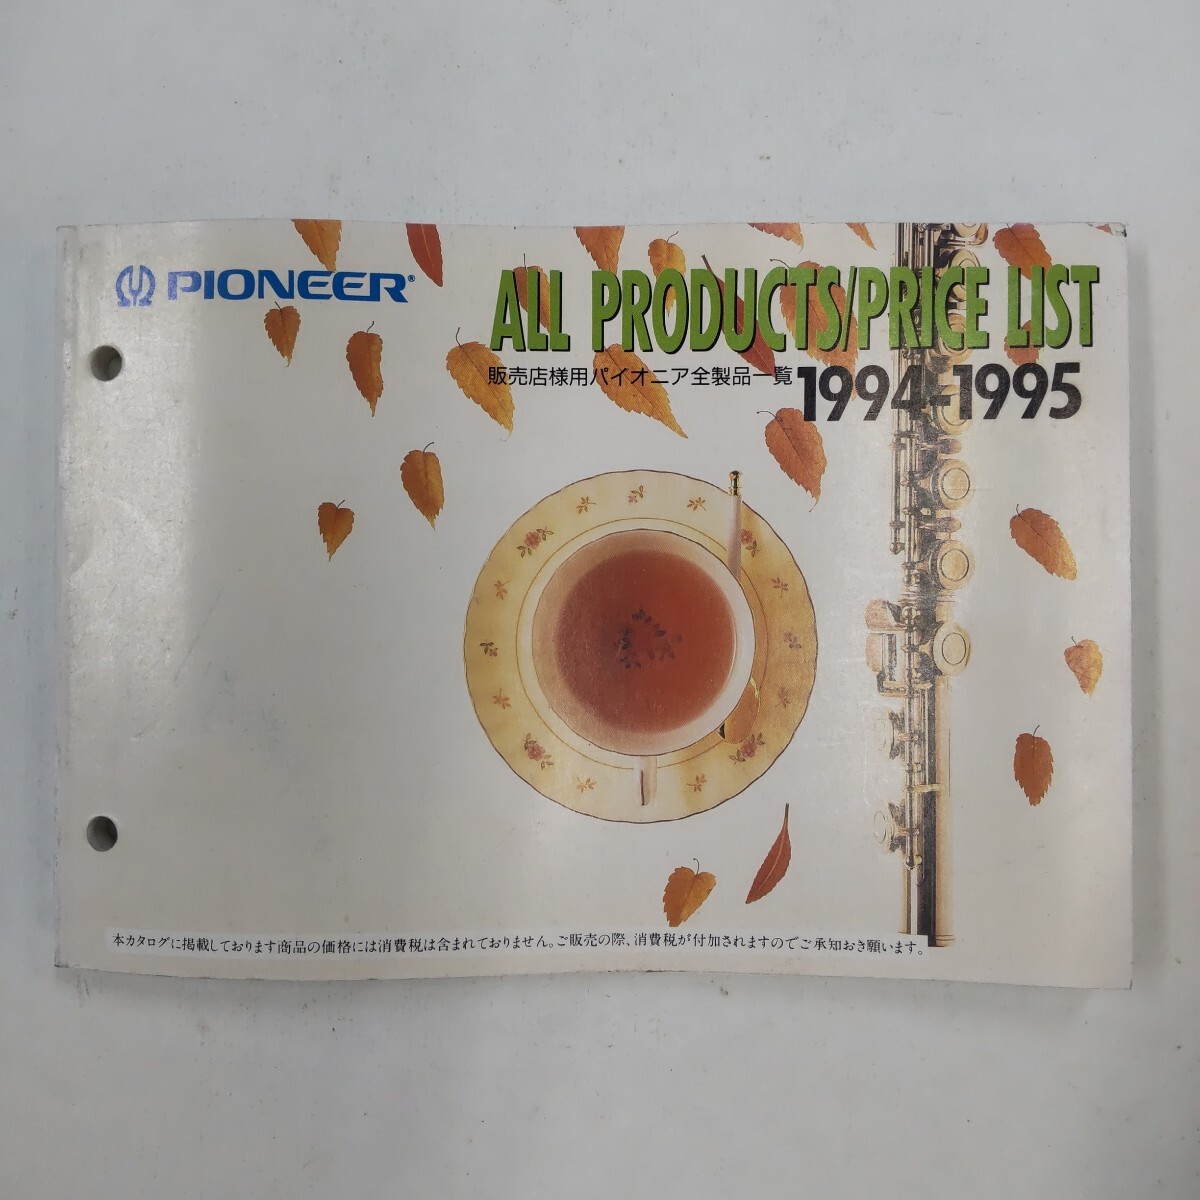 PIONEER®
ALL PRODUCTS/PRICE LIST
販売店様用パイオニア全製品一覧 1994-1995
本カタログに掲載しております商品の価格には消費税は含まれておりません。ご販売の際、消費税が付加されますのでご承知おき願います。